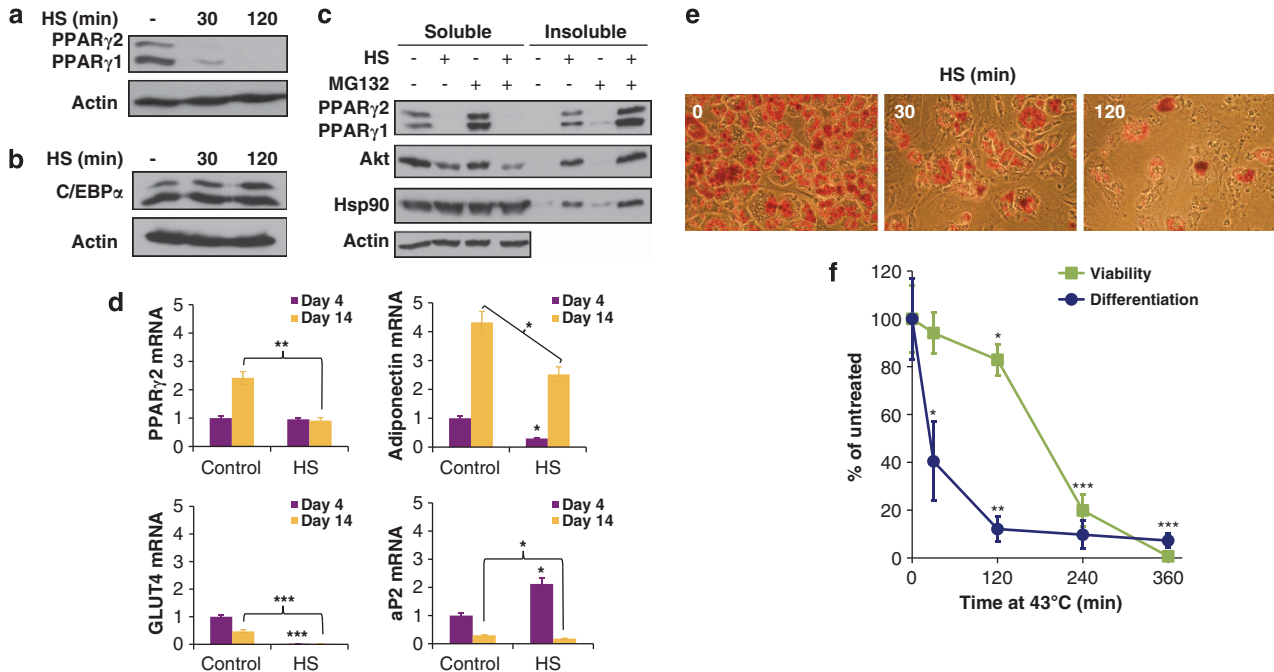 a
HS (min) - 30 120
PPARγ2
PPARγ1
Actin
b
HS (min) - 30 120
C/EBPα
Actin
c
Soluble Insoluble
HS - + - + - + - +
MG132 - - + + - - + +
PPARγ2
PPARγ1
Akt
Hsp90
Actin
d
PPARγ2 mRNA
5
4
3
2
1
0
Day 4
Day 14
**
Control HS
Adiponectin mRNA
5
4
3
2
1
0
Day 4
Day 14
*
*
Control HS
GLUT4 mRNA
5
4
3
2
1
0
Day 4
Day 14
***
***
Control HS
aP2 mRNA
5
4
3
2
1
0
Day 4
Day 14
*
*
Control HS
e
HS (min)
0 30 120
f
% of untreated
120
100
80
60
40
20
0
Viability
Differentiation
*
*
**
***
***
0 120 240 360
Time at 43°C (min)